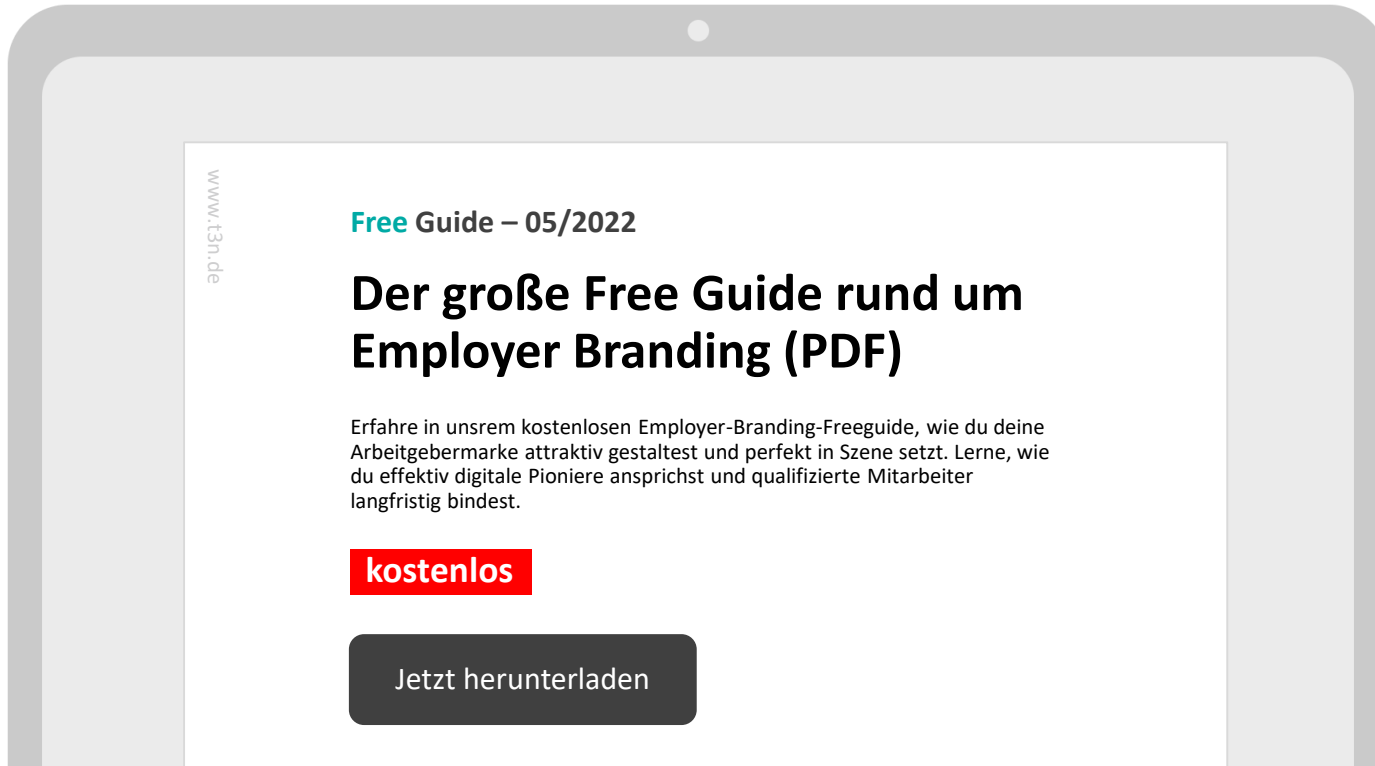 www.t3n.de
Free Guide – 05/2022
Der große Free Guide rund um
Employer Branding (PDF)
Erfahre in unsrem kostenlosen Employer-Branding-Freeguide, wie du deine
Arbeitgebermarke attraktiv gestaltest und perfekt in Szene setzt. Lerne, wie
du effektiv digitale Pioniere ansprichst und qualifizierte Mitarbeiter
langfristig bindest.
kostenlos
Jetzt herunterladen